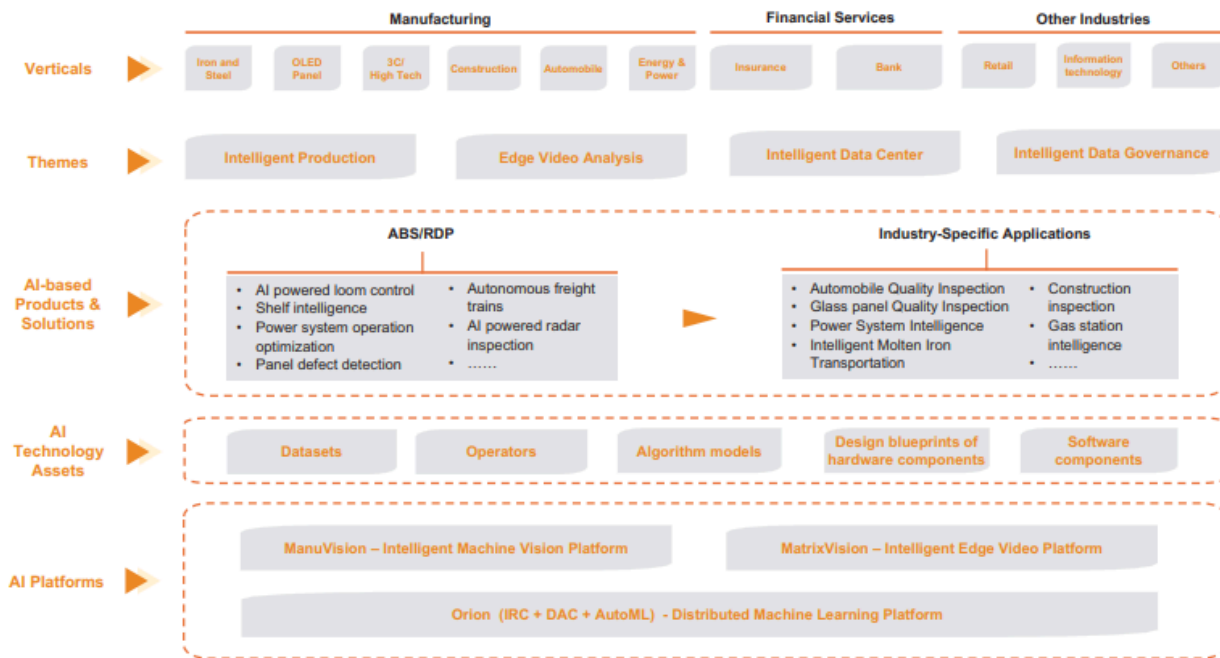 Manufacturing
Financial Services
Other Industries
Verticals
Iron and
Steel
OLED
Panel
3C/
High Tech
Construction
Automobile
Energy &
Power
Insurance
Bank
Retail
Information
technology
Others
Themes
Intelligent Production
Edge Video Analysis
Intelligent Data Center
Intelligent Data Governance
AI-based
Products &
Solutions
ABS/RDP
• AI powered loom control
• Shelf intelligence
• Power system operation
optimization
• Panel defect detection
• Autonomous freight
trains
• AI powered radar
inspection
• ......
Industry-Specific Applications
• Automobile Quality Inspection
• Glass panel Quality Inspection
• Power System Intelligence
• Intelligent Molten Iron
Transportation
• Construction
inspection
• Gas station
intelligence
• ......
AI
Technology
Assets
Datasets
Operators
Algorithm models
Design blueprints of
hardware components
Software
components
AI Platforms
ManuVision – Intelligent Machine Vision Platform
MatrixVision – Intelligent Edge Video Platform
Orion (IRC + DAC + AutoML) - Distributed Machine Learning Platform